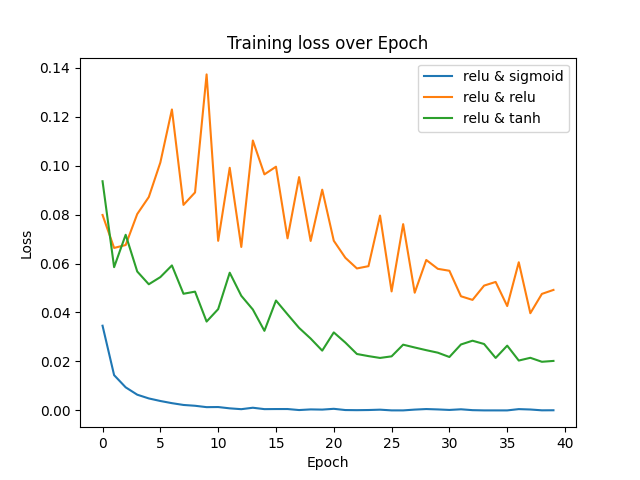 Training loss over Epoch
relu & sigmoid
relu & relu
relu & tanh
Loss
0.14
0.12
0.10
0.08
0.06
0.04
0.02
0.00
0 5 10 15 20 25 30 35 40
Epoch